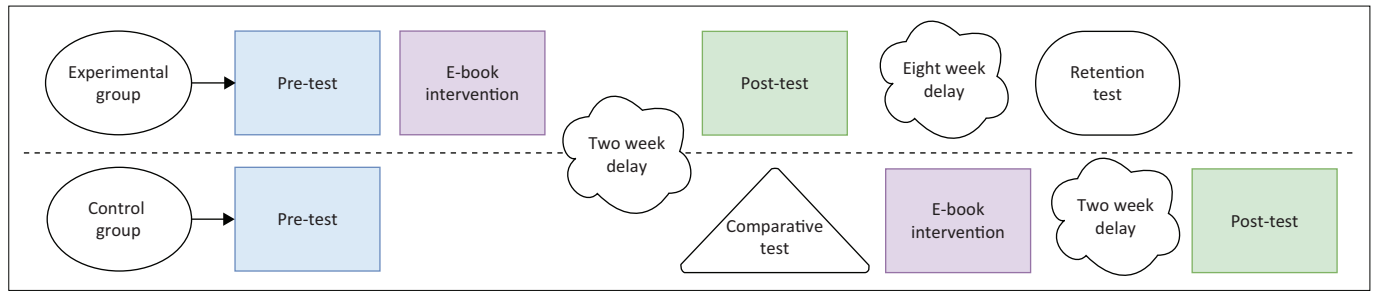 Experimental
group
Pre-test
E-book
intervention
Two week
delay
Post-test
Eight week
delay
Retention
test
Control
group
Pre-test
Comparative
test
E-book
intervention
Two week
delay
Post-test